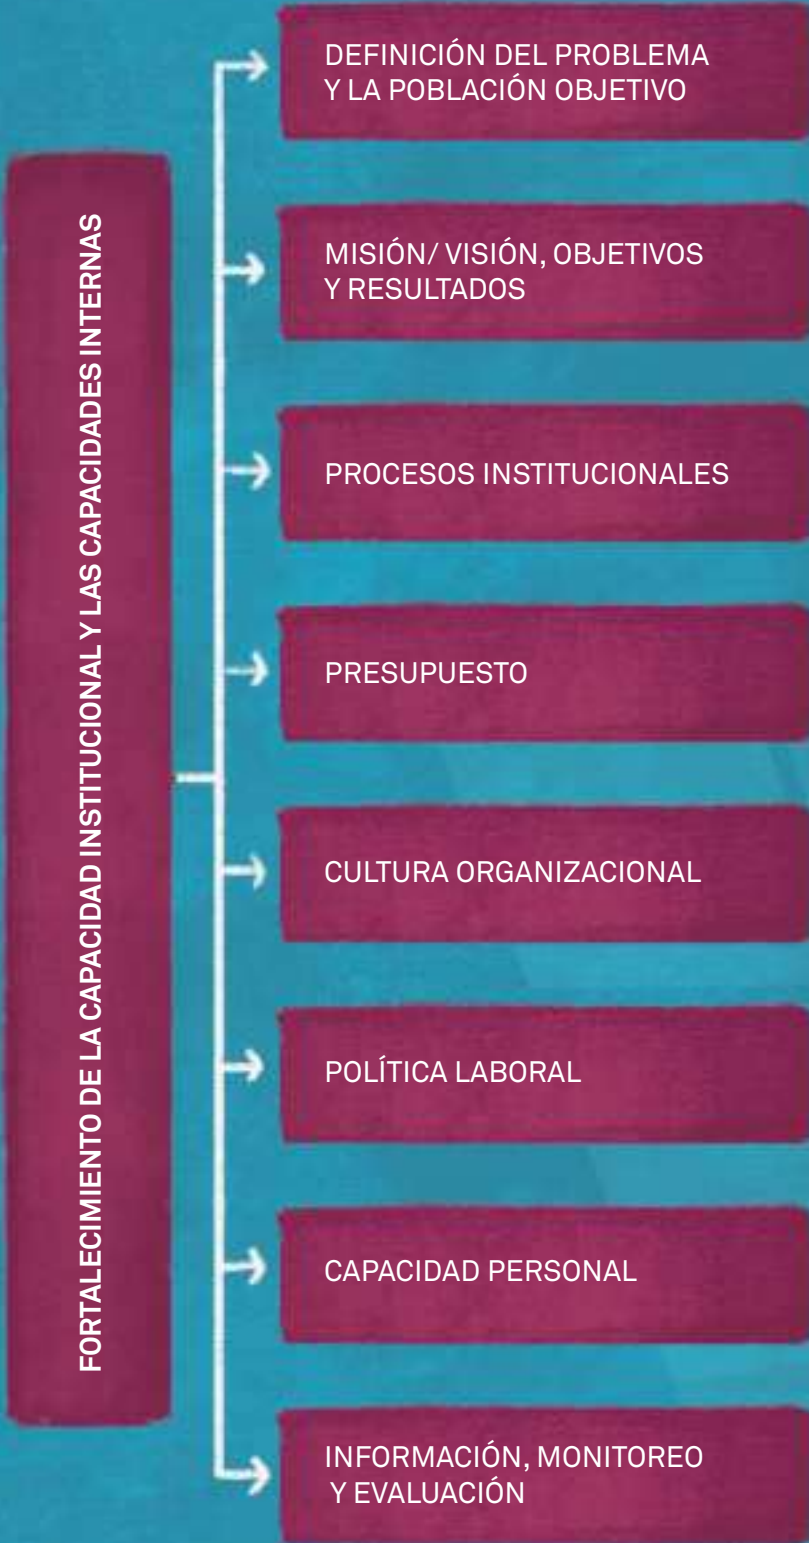 FORTALECIMIENTO DE LA CAPACIDAD INSTITUCIONAL Y LAS CAPACIDADES INTERNAS
DEFINICIÓN DEL PROBLEMA
Y LA POBLACIÓN OBJETIVO
MISIÓN/ VISIÓN, OBJETIVOS
Y RESULTADOS
PROCESOS INSTITUCIONALES
PRESUPUESTO
CULTURA ORGANIZACIONAL
POLÍTICA LABORAL
CAPACIDAD PERSONAL
INFORMACIÓN, MONITOREO
Y EVALUACIÓN